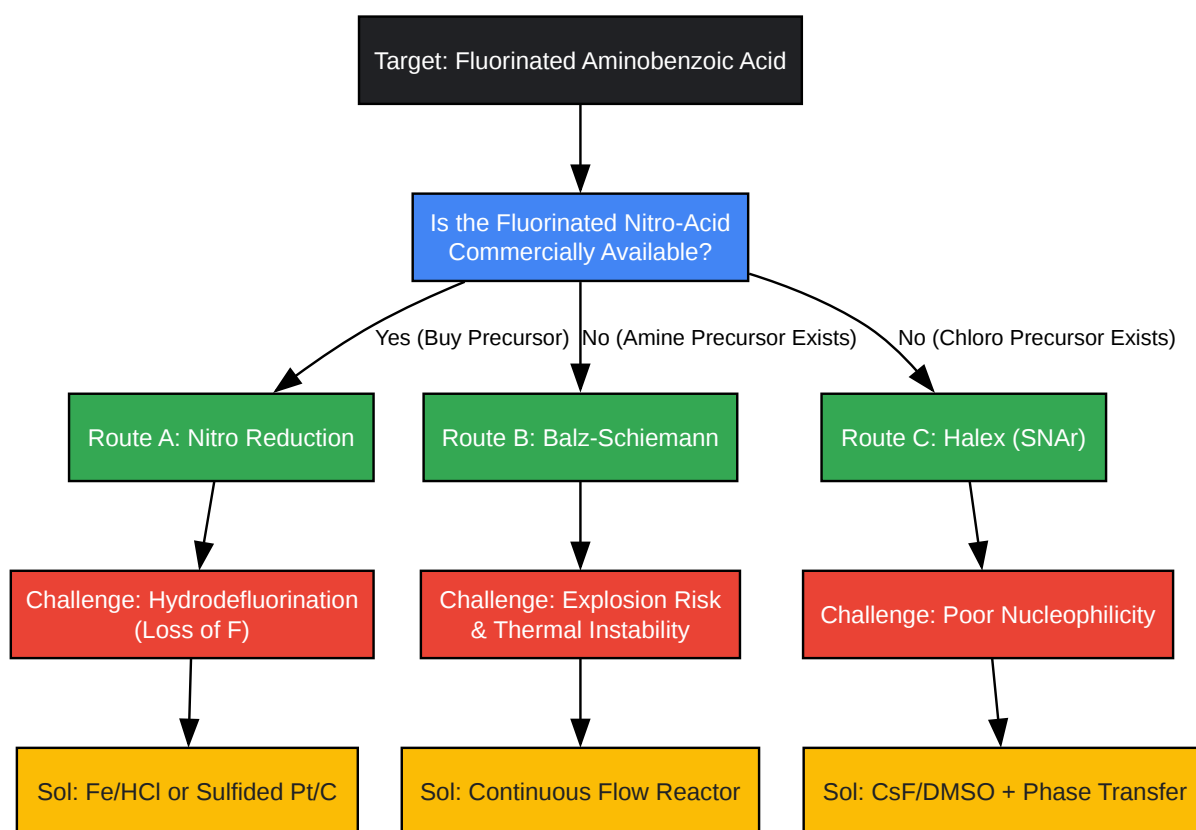 Target: Fluorinated Aminobenzoic Acid
Is the Fluorinated Nitro-Acid
Commercially Available?
Yes (Buy Precursor)
No (Amine Precursor Exists)
No (Chloro Precursor Exists)
Route A: Nitro Reduction
Route B: Balz-Schiemann
Route C: Halex (SNAr)
Challenge: Hydrodefluorination
(Loss of F)
Challenge: Explosion Risk
& Thermal Instability
Challenge: Poor Nucleophilicity
Sol: Fe/HCl or Sulfided Pt/C
Sol: Continuous Flow Reactor
Sol: CsF/DMSO + Phase Transfer